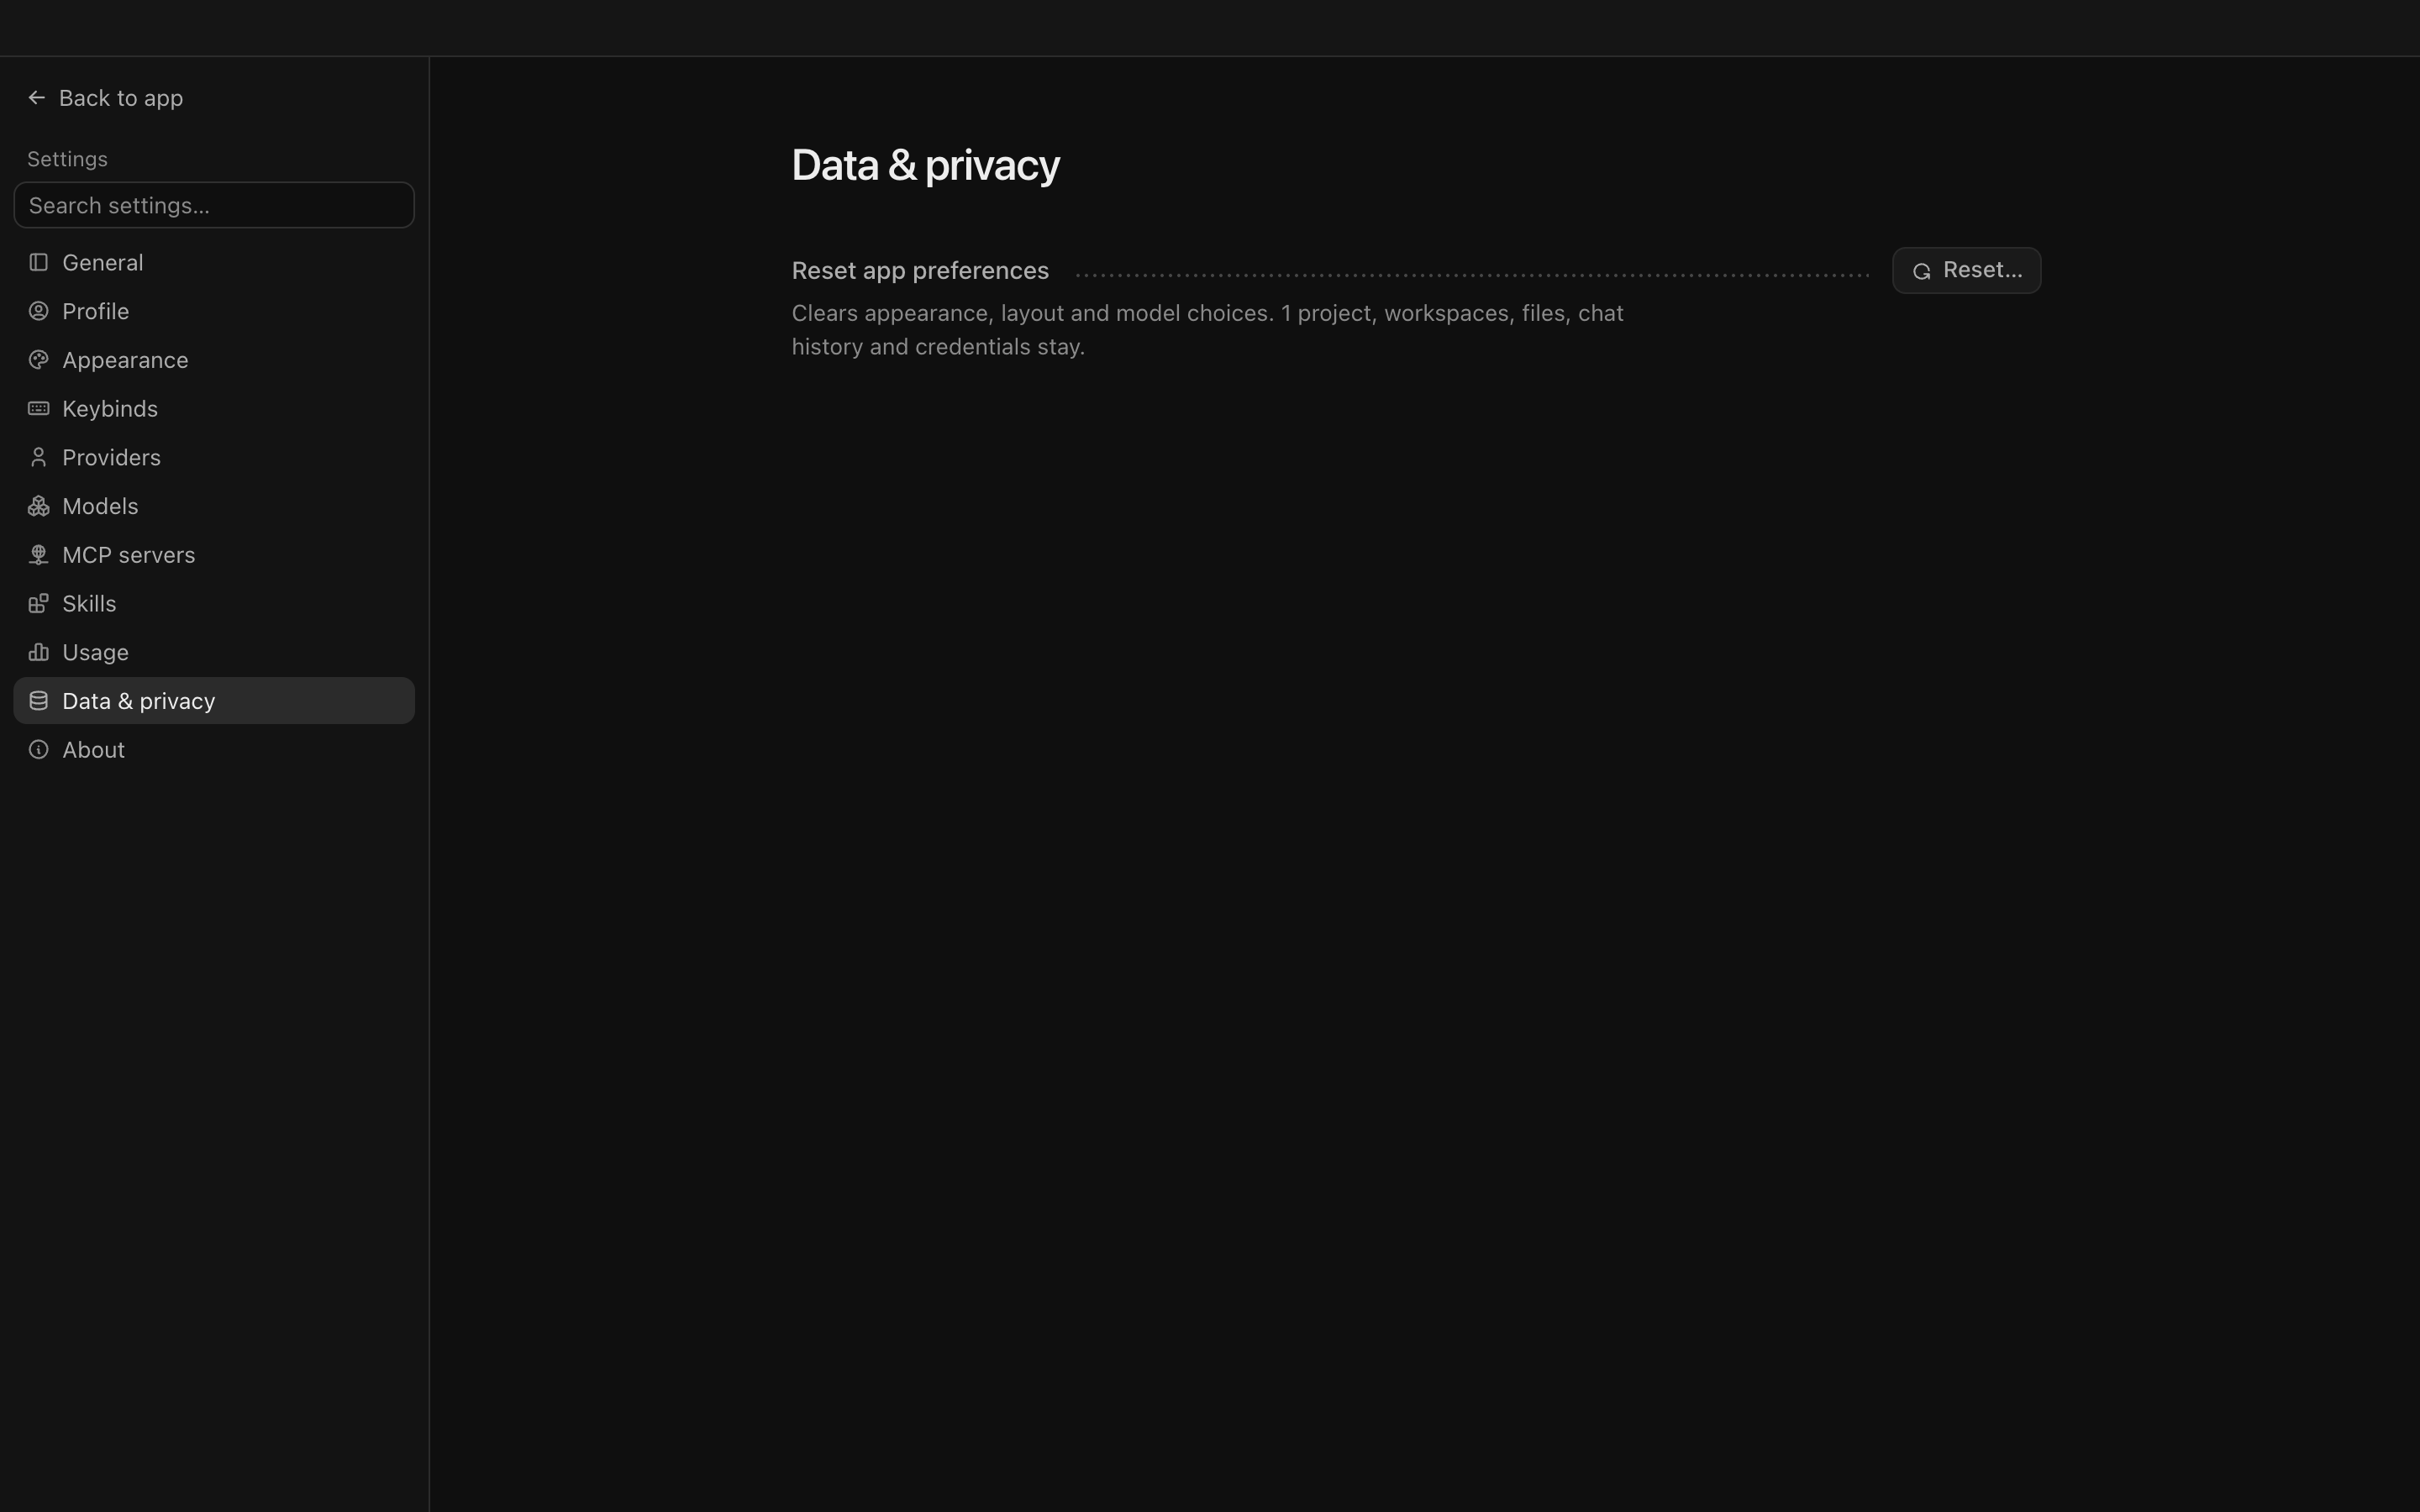 Back to app
Settings
Search settings...
General
Profile
Appearance
Keybinds
Providers
Models
MCP servers
Skills
Usage
Data & privacy
About
Data & privacy
Reset app preferences
Reset...
Clears appearance, layout and model choices. 1 project, workspaces, files, chat
history and credentials stay.